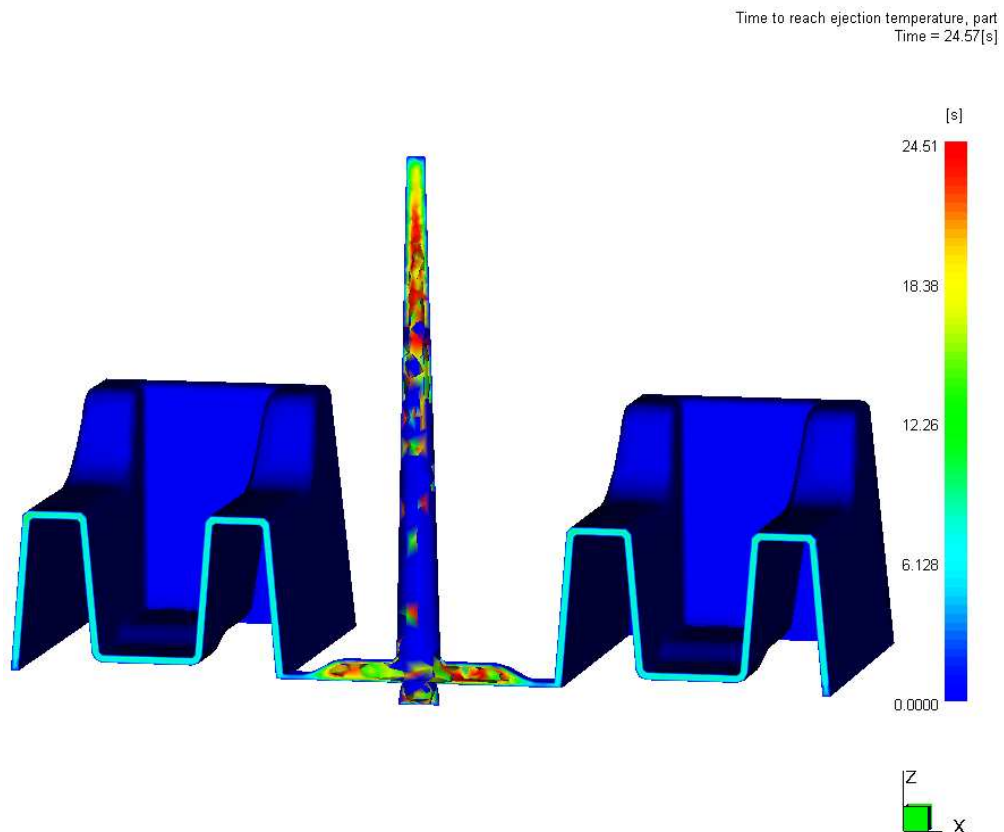 Time to reach ejection temperature, part
Time = 24.57[s]
[s]
24.51
18.38
12.26
6.128
0.0000
Z
X